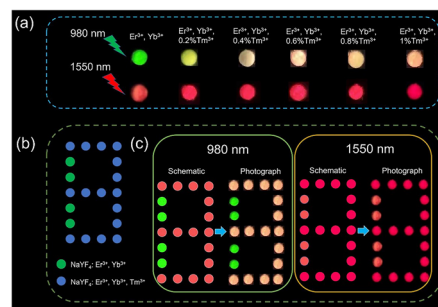 (a)
980 nm
1550 nm
Er³⁺, Yb³⁺
Er³⁺, Yb³⁺, 0.2%Tm³⁺
Er³⁺, Yb³⁺, 0.4%Tm³⁺
Er³⁺, Yb³⁺, 0.6%Tm³⁺
Er³⁺, Yb³⁺, 0.8%Tm³⁺
Er³⁺, Yb³⁺, 1%Tm³⁺
(b)
NaYF₄: Er³⁺, Yb³⁺
NaYF₄: Er³⁺, Yb³⁺, Tm³⁺
(c)
980 nm
Schematic
Photograph
1550 nm
Schematic
Photograph